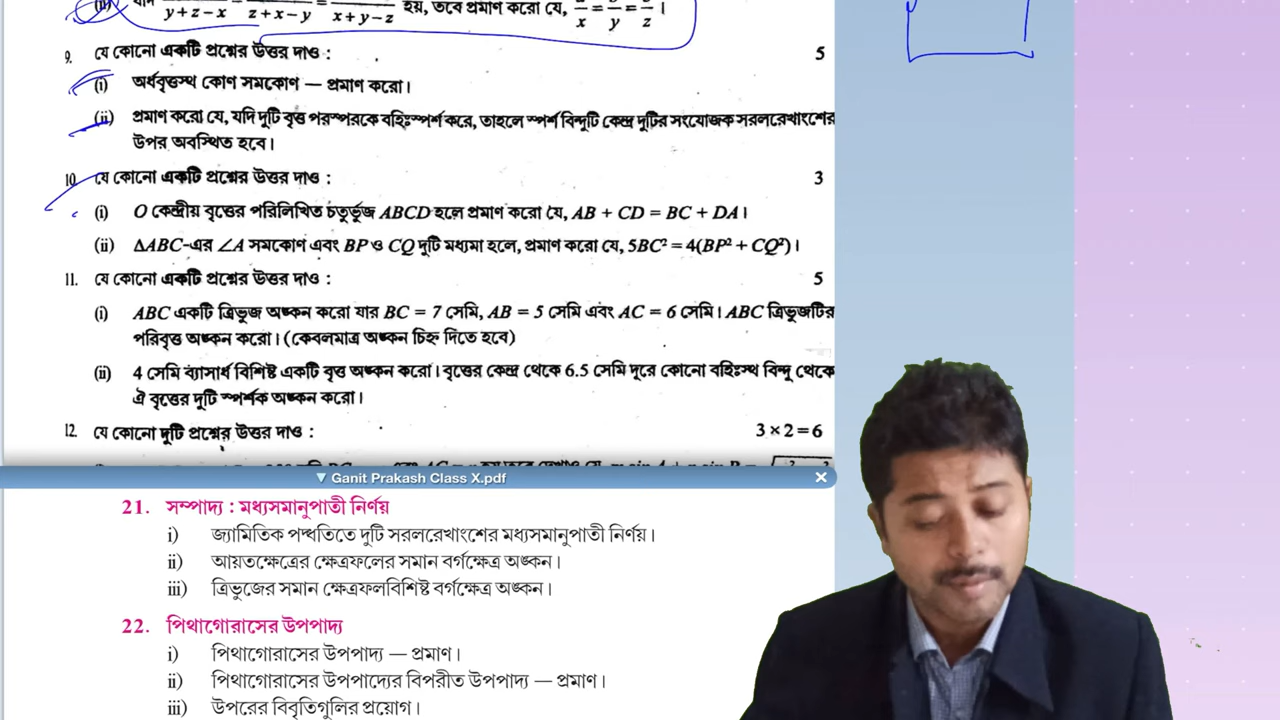 y+z−x z+x−y = x+y−z হয়, তবে প্রমাণ করো যে, x = y = z ।
9. যে কোনো একটি প্রশ্নের উত্তর দাও : 5
(i) অর্ধবৃত্তস্থ কোণ সমকোণ — প্রমাণ করো।
(ii) প্রমাণ করো যে, যদি দুটি বৃত্ত পরস্পরকে বহিঃস্পর্শ করে, তাহলে স্পর্শ বিন্দুটি কেন্দ্র দুটির সংযোজক সরলরেখাংশের
উপর অবস্থিত হবে।
10. যে কোনো একটি প্রশ্নের উত্তর দাও : 3
(i) O কেন্দ্রীয় বৃত্তের পরিলিখিত চতুর্ভুজ ABCD হলে প্রমাণ করো যে, AB + CD = BC + DA।
(ii) ΔABC-এর ∠A সমকোণ এবং BP ও CQ দুটি মধ্যমা হলে, প্রমাণ করো যে, 5BC² = 4(BP² + CQ²)।
11. যে কোনো একটি প্রশ্নের উত্তর দাও : 5
(i) ABC একটি ত্রিভুজ অঙ্কন করো যার BC = 7 সেমি, AB = 5 সেমি এবং AC = 6 সেমি। ABC ত্রিভুজটির
পরিবৃত্ত অঙ্কন করো। (কেবলমাত্র অঙ্কন চিহ্ন দিতে হবে)
(ii) 4 সেমি ব্যাসার্ধ বিশিষ্ট একটি বৃত্ত অঙ্কন করো। বৃত্তের কেন্দ্র থেকে 6.5 সেমি দূরে কোনো বহিঃস্থ বিন্দু থেকে
ঐ বৃত্তের দুটি স্পর্শক অঙ্কন করো।
12. যে কোনো দুটি প্রশ্নের উত্তর দাও : 3 × 2 = 6
▼ Ganit Prakash Class X.pdf ✕
21. সম্পাদ্য : মধ্যসমানুপাতী নির্ণয়
i) জ্যামিতিক পদ্ধতিতে দুটি সরলরেখাংশের মধ্যসমানুপাতী নির্ণয়।
ii) আয়তক্ষেত্রের ক্ষেত্রফলের সমান বর্গক্ষেত্র অঙ্কন।
iii) ত্রিভুজের সমান ক্ষেত্রফলবিশিষ্ট বর্গক্ষেত্র অঙ্কন।
22. পিথাগোরাসের উপপাদ্য
i) পিথাগোরাসের উপপাদ্য — প্রমাণ।
ii) পিথাগোরাসের উপপাদ্যের বিপরীত উপপাদ্য — প্রমাণ।
iii) উপরের বিবৃতিগুলির প্রয়োগ।